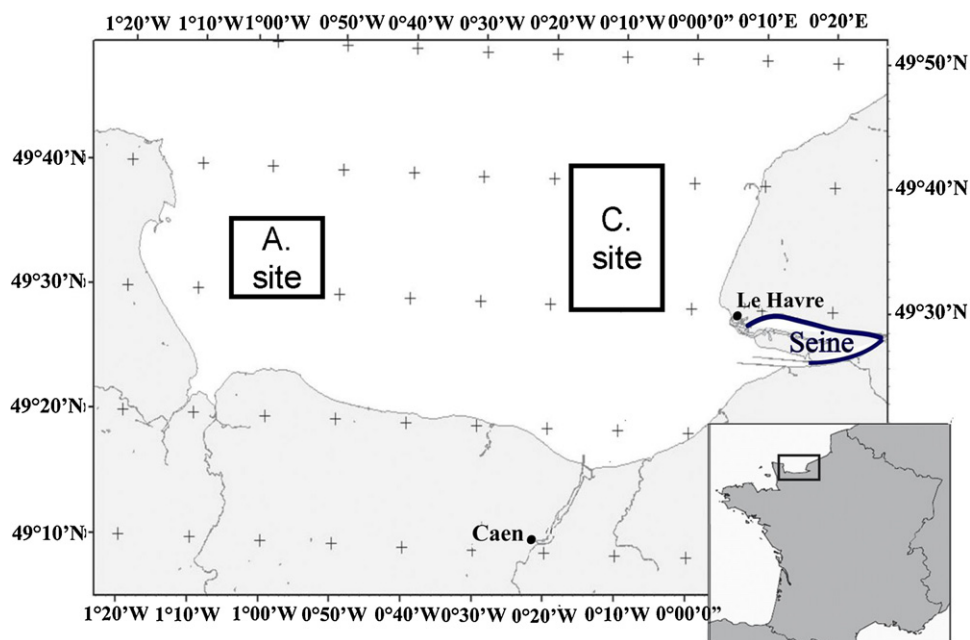 1°20'W 1°10'W 1°00'W 0°50'W 0°40'W 0°30'W 0°20'W 0°10'W 0°0'0" 0°10'E 0°20'E
49°50'N
49°40'N
49°40'N
A.
site
C.
site
49°30'N
Le Havre
49°30'N
Seine
49°20'N
49°10'N
Caen
1°20'W 1°10'W 1°00'W 0°50'W 0°40'W 0°30'W 0°20'W 0°10'W 0°0'0"